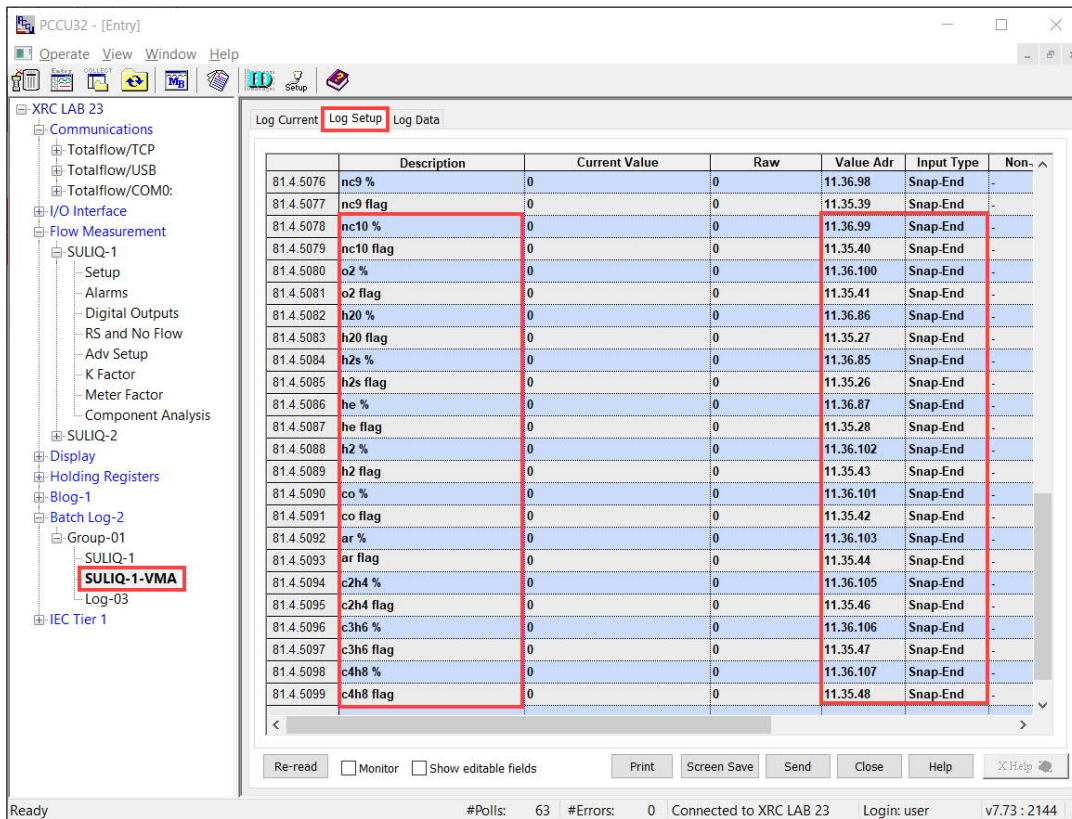 PCCU32 - [Entry]
Operate View Window Help
Entry COLLECT MB ID Manager Setup
XRC LAB 23
Communications
Totalflow/TCP
Totalflow/USB
Totalflow/COM0:
I/O Interface
Flow Measurement
SULIQ-1
Setup
Alarms
Digital Outputs
RS and No Flow
Adv Setup
K Factor
Meter Factor
Component Analysis
SULIQ-2
Display
Holding Registers
Blog-1
Batch Log-2
Group-01
SULIQ-1
SULIQ-1-VMA
Log-03
IEC Tier 1
Log Current Log Setup Log Data
Description Current Value Raw Value Adr Input Type Non-
81.4.5076 nc9 % 0 0 11.36.98 Snap-End -
81.4.5077 nc9 flag 0 0 11.35.39 Snap-End -
81.4.5078 nc10 % 0 0 11.36.99 Snap-End -
81.4.5079 nc10 flag 0 0 11.35.40 Snap-End -
81.4.5080 o2 % 0 0 11.36.100 Snap-End -
81.4.5081 o2 flag 0 0 11.35.41 Snap-End -
81.4.5082 h20 % 0 0 11.36.86 Snap-End -
81.4.5083 h20 flag 0 0 11.35.27 Snap-End -
81.4.5084 h2s % 0 0 11.36.85 Snap-End -
81.4.5085 h2s flag 0 0 11.35.26 Snap-End -
81.4.5086 he % 0 0 11.36.87 Snap-End -
81.4.5087 he flag 0 0 11.35.28 Snap-End -
81.4.5088 h2 % 0 0 11.36.102 Snap-End -
81.4.5089 h2 flag 0 0 11.35.43 Snap-End -
81.4.5090 co % 0 0 11.36.101 Snap-End -
81.4.5091 co flag 0 0 11.35.42 Snap-End -
81.4.5092 ar % 0 0 11.36.103 Snap-End -
81.4.5093 ar flag 0 0 11.35.44 Snap-End -
81.4.5094 c2h4 % 0 0 11.36.105 Snap-End -
81.4.5095 c2h4 flag 0 0 11.35.46 Snap-End -
81.4.5096 c3h6 % 0 0 11.36.106 Snap-End -
81.4.5097 c3h6 flag 0 0 11.35.47 Snap-End -
81.4.5098 c4h8 % 0 0 11.36.107 Snap-End -
81.4.5099 c4h8 flag 0 0 11.35.48 Snap-End -
Re-read Monitor Show editable fields Print Screen Save Send Close Help X Help
Ready #Polls: 63 #Errors: 0 Connected to XRC LAB 23 Login: user v7.73 : 2144